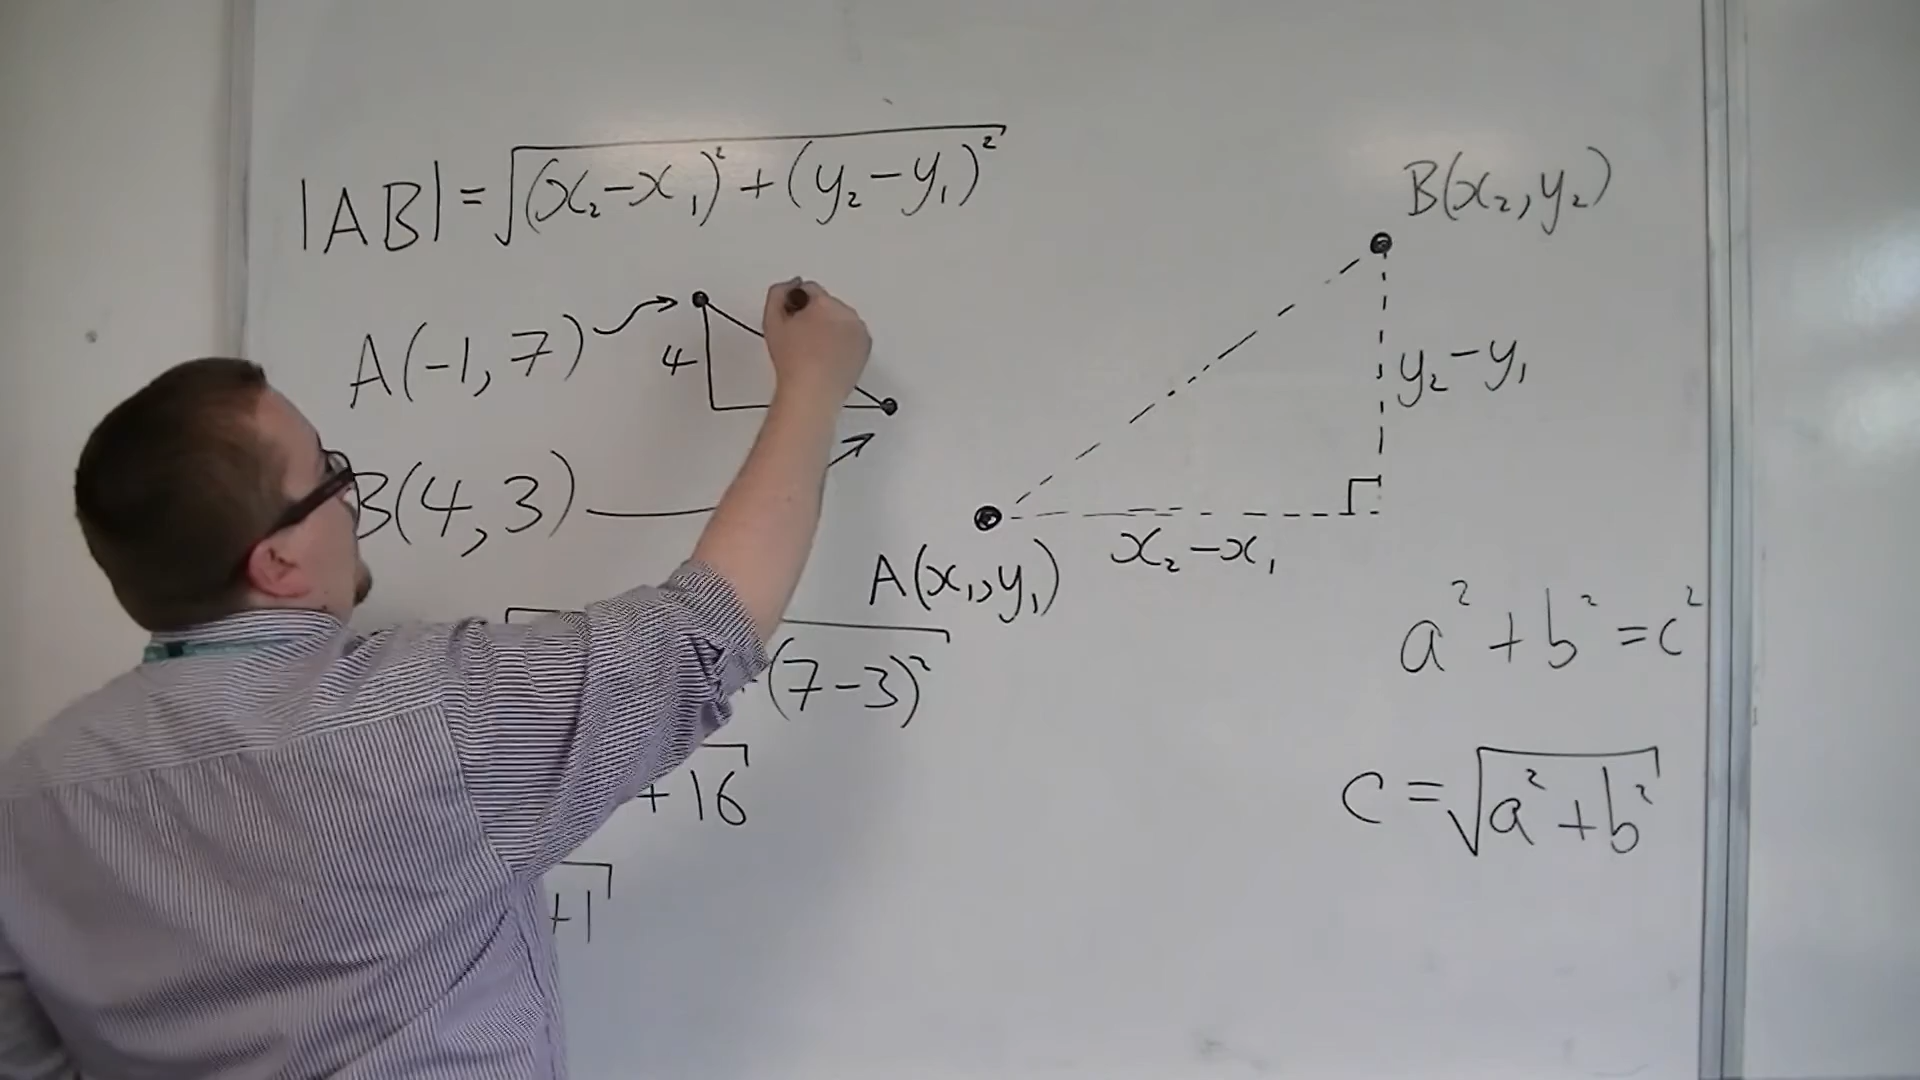 |AB| = √(x₂-x₁)² + (y₂-y₁)²
A(-1, 7)
4
B(4, 3)
(7-3)²
+ 16
+1
B(x₂, y₂)
y₂-y₁
x₂-x₁
A(x₁, y₁)
a² + b² = c²
c = √a² + b²